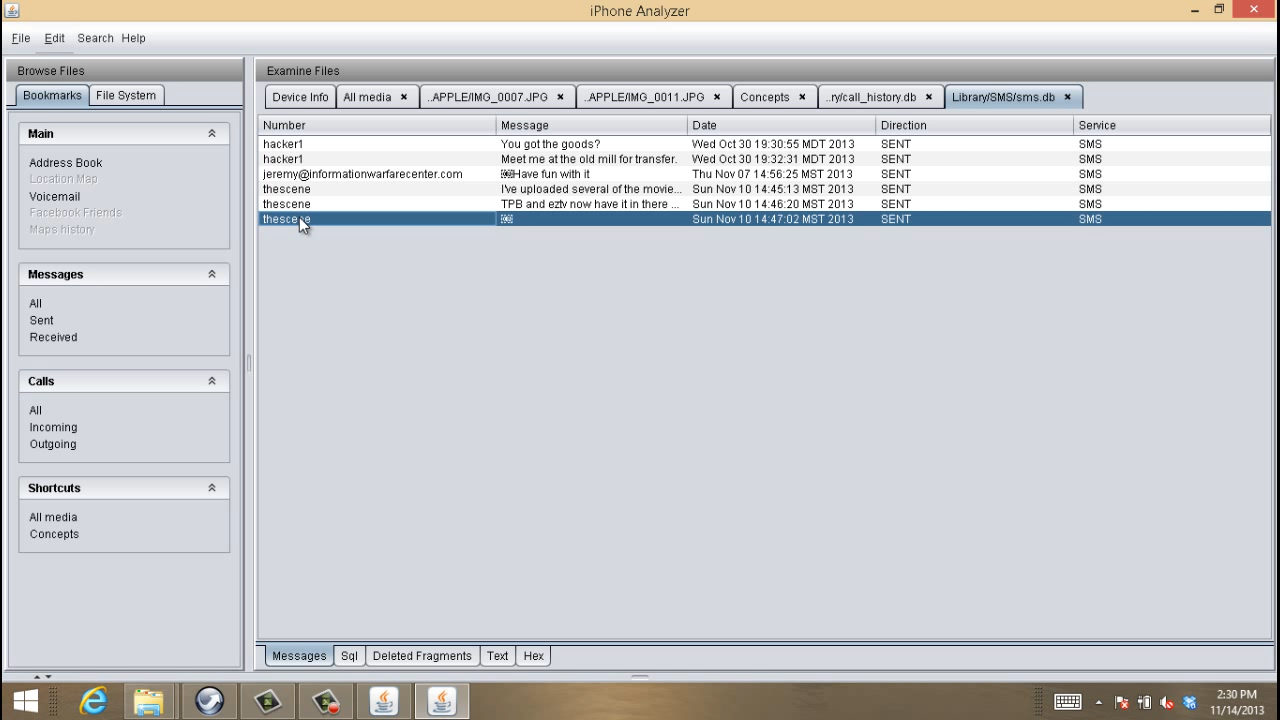 iPhone Analyzer
File Edit Search Help
Browse Files
Examine Files
Bookmarks File System
Device Info All media × ..APPLE/IMG_0007.JPG × ..APPLE/IMG_0011.JPG × Concepts × ..ry/call_history.db × Library/SMS/sms.db ×
Main
Address Book
Location Map
Voicemail
Facebook Friends
Maps history
Messages
All
Sent
Received
Calls
All
Incoming
Outgoing
Shortcuts
All media
Concepts
Number Message Date Direction Service
hacker1 You got the goods? Wed Oct 30 19:30:55 MDT 2013 SENT SMS
hacker1 Meet me at the old mill for transfer. Wed Oct 30 19:32:31 MDT 2013 SENT SMS
jeremy@informationwarfarecenter.com Have fun with it Thu Nov 07 14:56:25 MST 2013 SENT SMS
thescene I've uploaded several of the movie... Sun Nov 10 14:45:13 MST 2013 SENT SMS
thescene TPB and eztv now have it in there ... Sun Nov 10 14:46:20 MST 2013 SENT SMS
thescene Sun Nov 10 14:47:02 MST 2013 SENT SMS
Messages Sql Deleted Fragments Text Hex
2:30 PM
11/14/2013